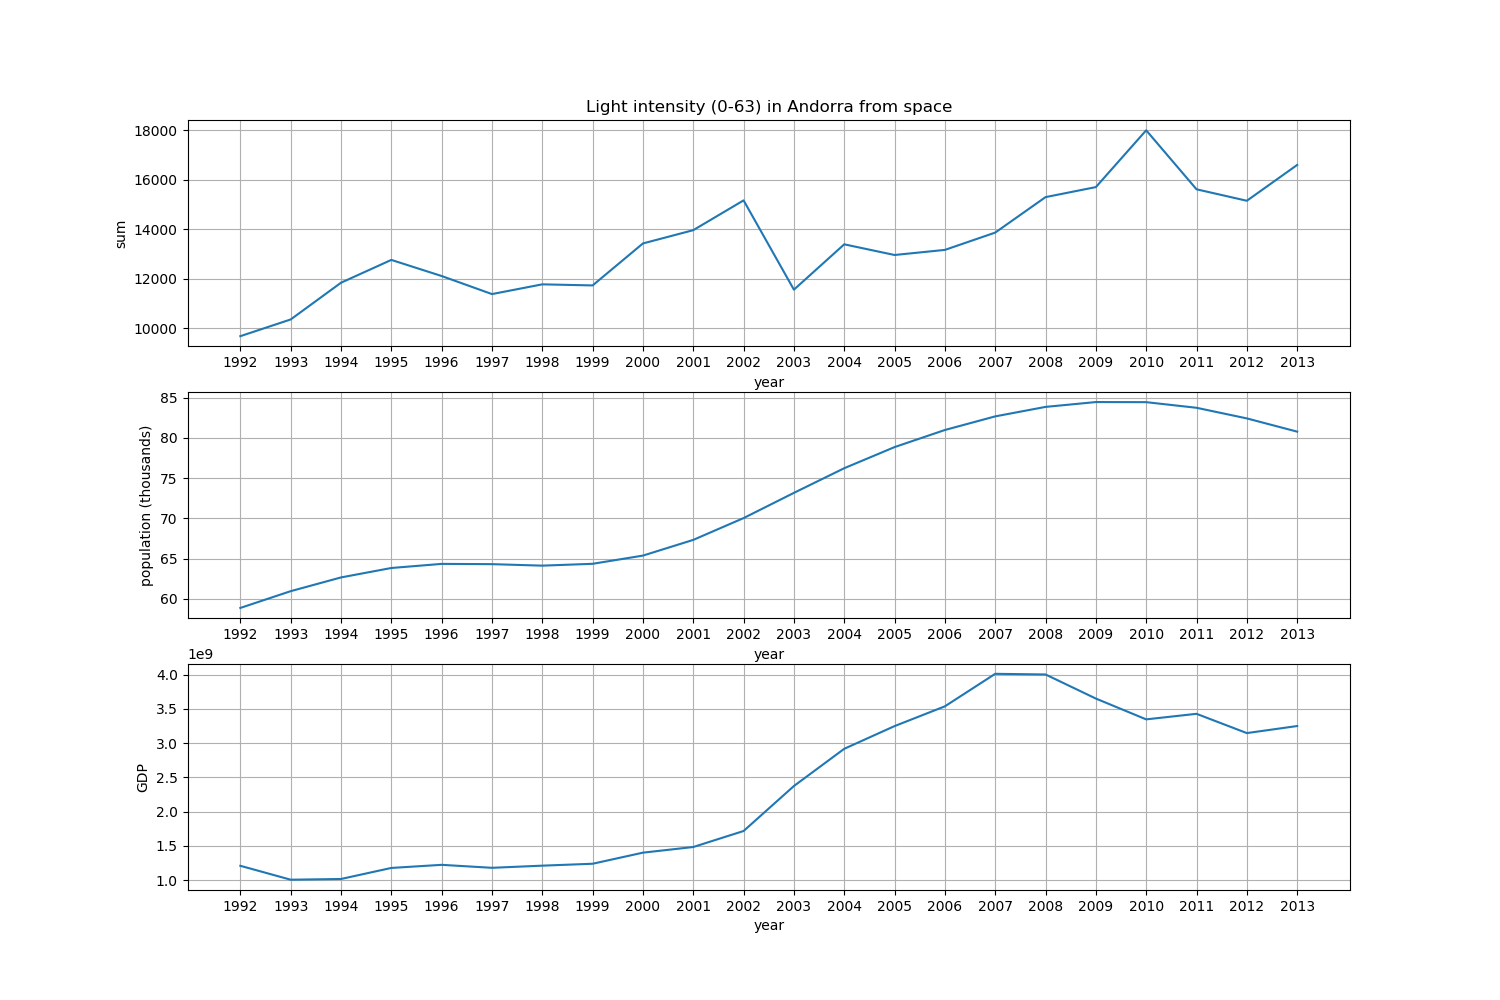 Light intensity (0-63) in Andorra from space
18000
16000
14000
12000
10000
sum
1992 1993 1994 1995 1996 1997 1998 1999 2000 2001 2002 2003 2004 2005 2006 2007 2008 2009 2010 2011 2012 2013
year
85
80
75
70
65
60
population (thousands)
1992 1993 1994 1995 1996 1997 1998 1999 2000 2001 2002 2003 2004 2005 2006 2007 2008 2009 2010 2011 2012 2013
year
1e9
4.0
3.5
3.0
2.5
2.0
1.5
1.0
GDP
1992 1993 1994 1995 1996 1997 1998 1999 2000 2001 2002 2003 2004 2005 2006 2007 2008 2009 2010 2011 2012 2013
year